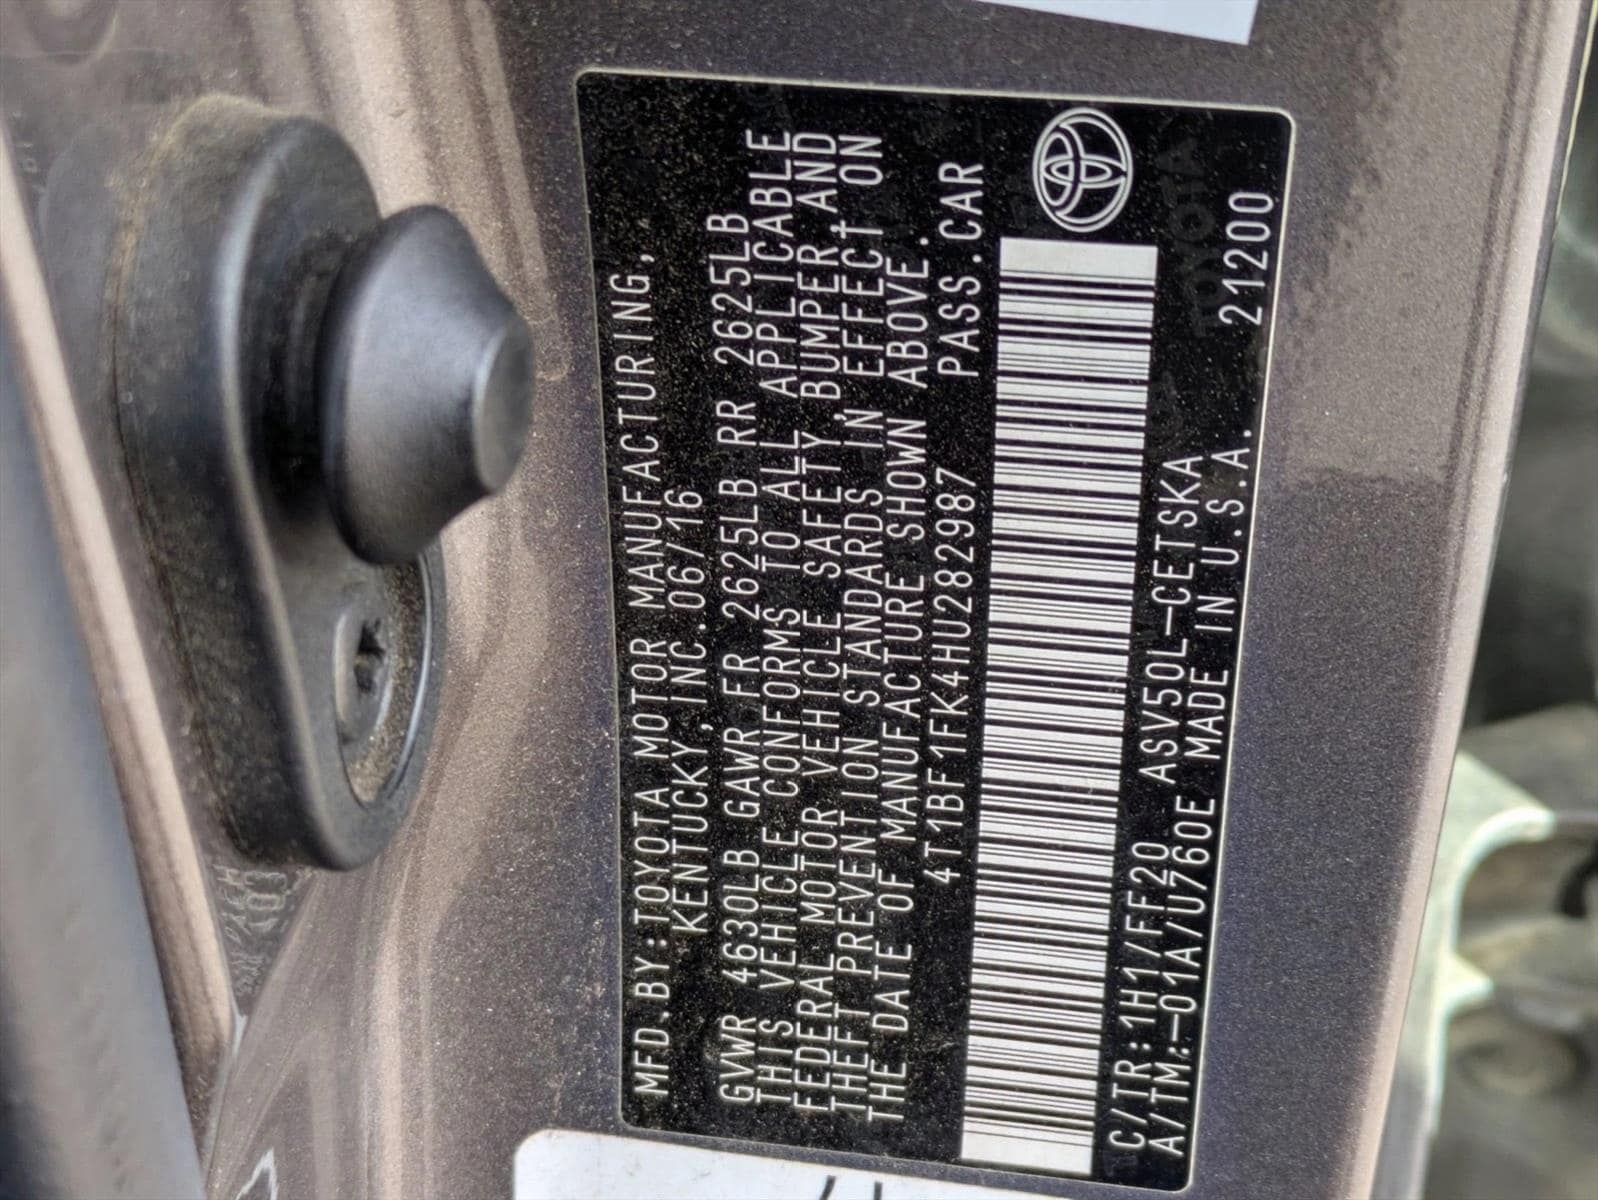 MFD.BY:TOYOTA MOTOR MANUFACTURING,
KENTUCKY, INC. 06/16
GVWR 4630LB GAWR FR 2625LB RR 2625LB
THIS VEHICLE CONFORMS TO ALL APPLICABLE
FEDERAL MOTOR VEHICLE SAFETY,BUMPER AND
THEFT PREVENTION STANDARDS IN EFFECT ON
THE DATE OF MANUFACTURE SHOWN ABOVE.
4T1BF1FK4HU282987 PASS.CAR
C/TR:1H1/FF20 ASV50L-CETSKA
A/TM:-01A/U760E MADE IN U.S.A. 21200